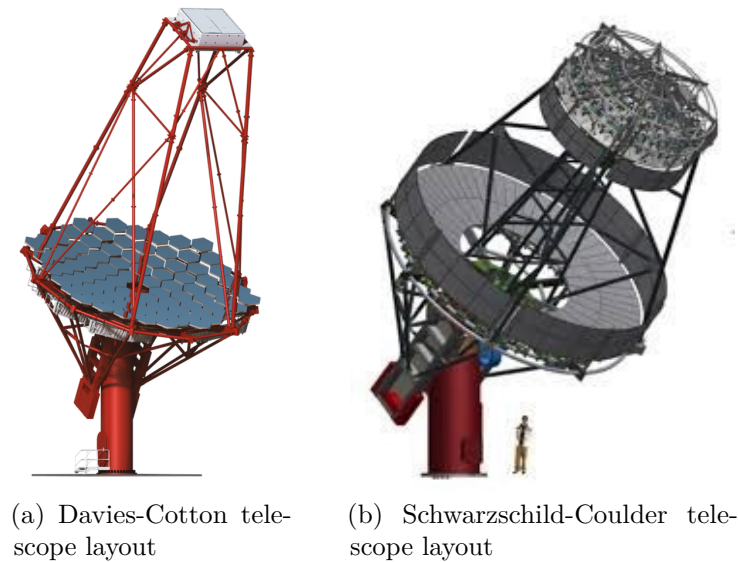 (a) Davies-Cotton tele-
scope layout
(b) Schwarzschild-Coulder tele-
scope layout